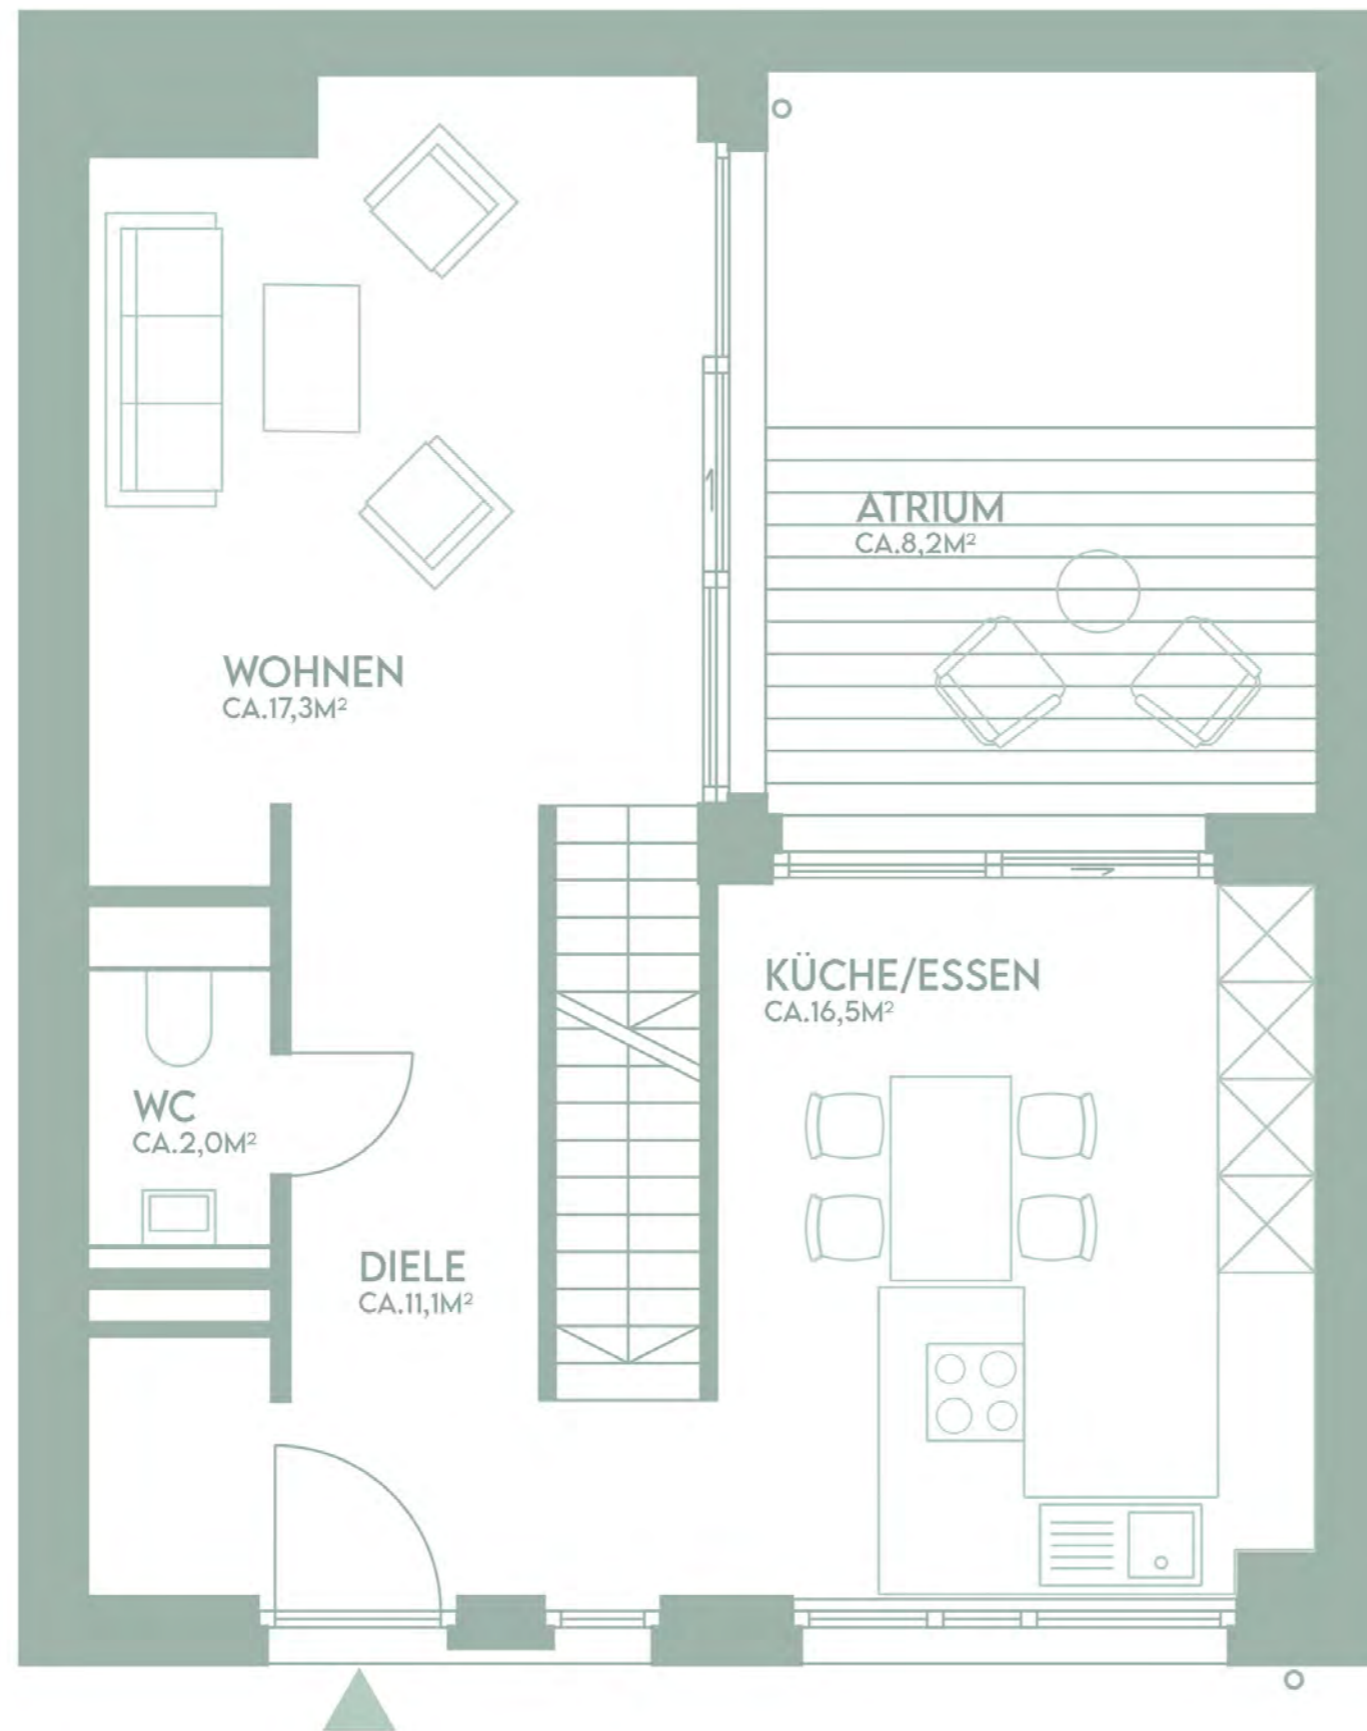 ATRIUM
CA.8,2M²
WOHNEN
CA.17,3M²
KÜCHE/ESSEN
CA.16,5M²
WC
CA.2,0M²
DIELE
CA.11,1M²